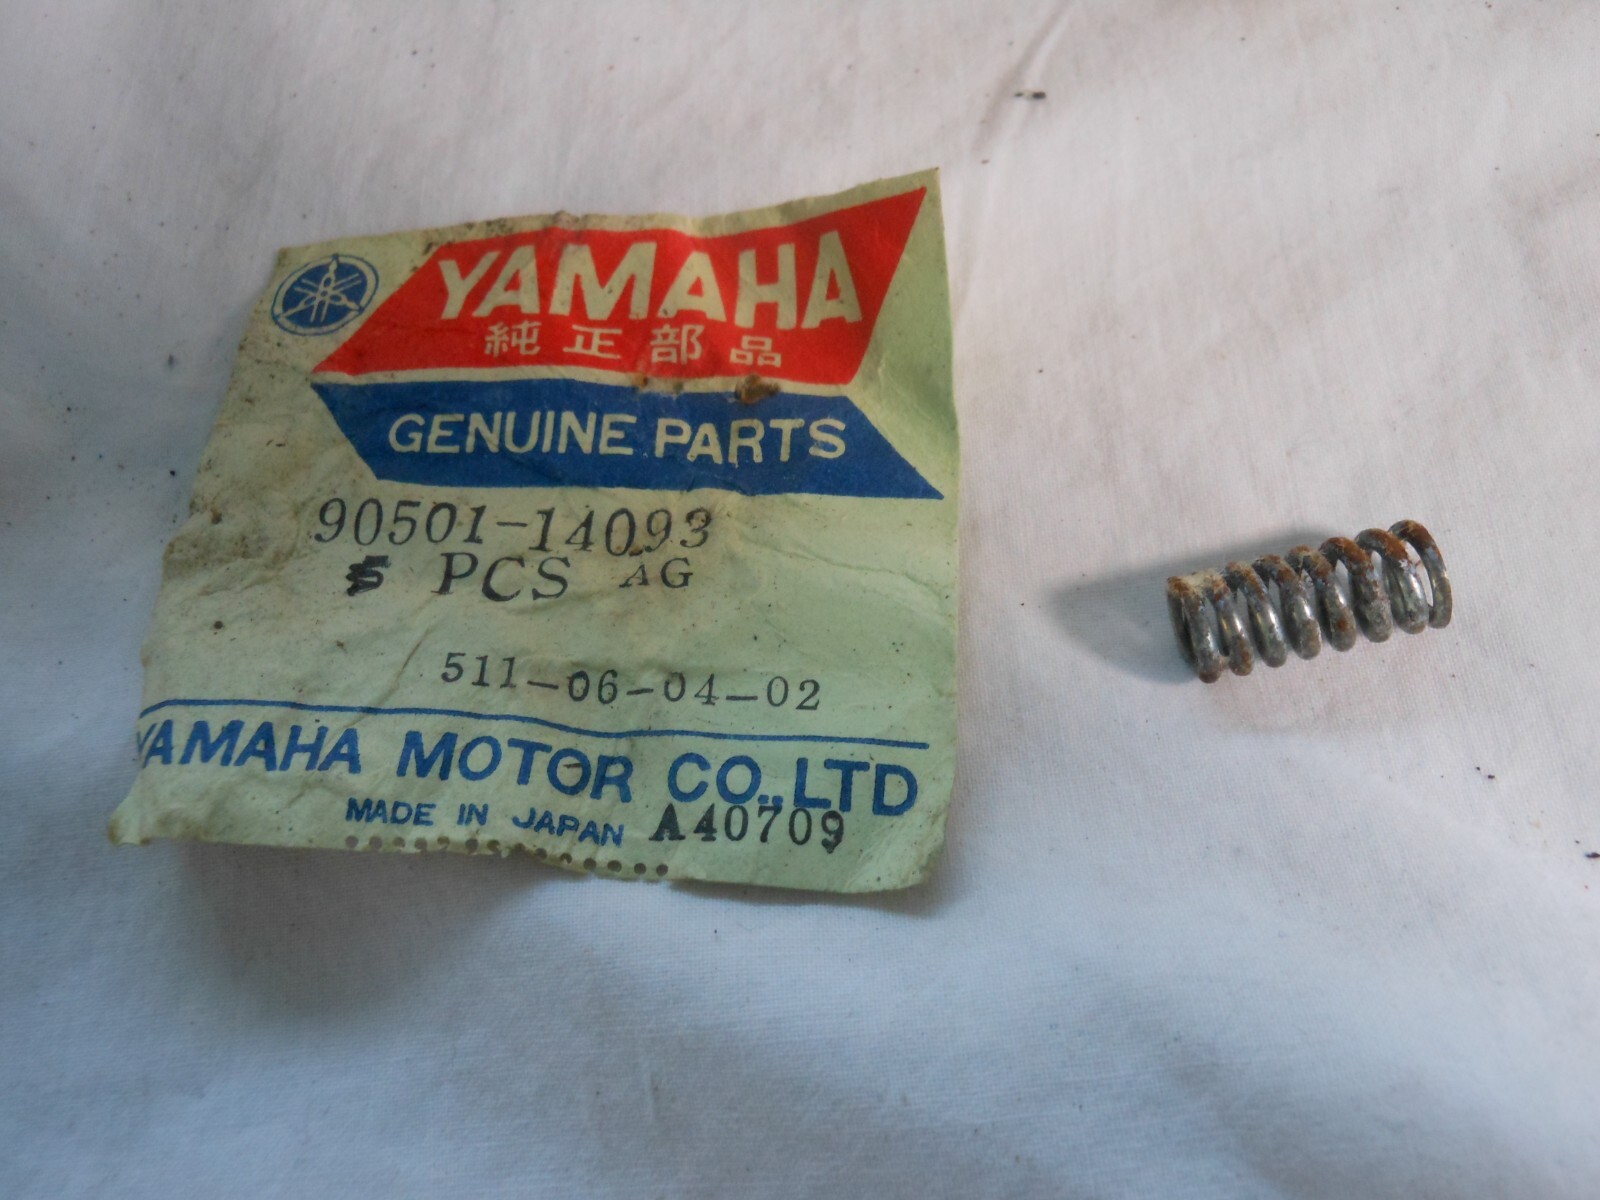 YAMAHA
純正部品
GENUINE PARTS
90501-14093
5 PCS AG
511-06-04-02
YAMAHA MOTOR CO.,LTD
MADE IN JAPAN A40709